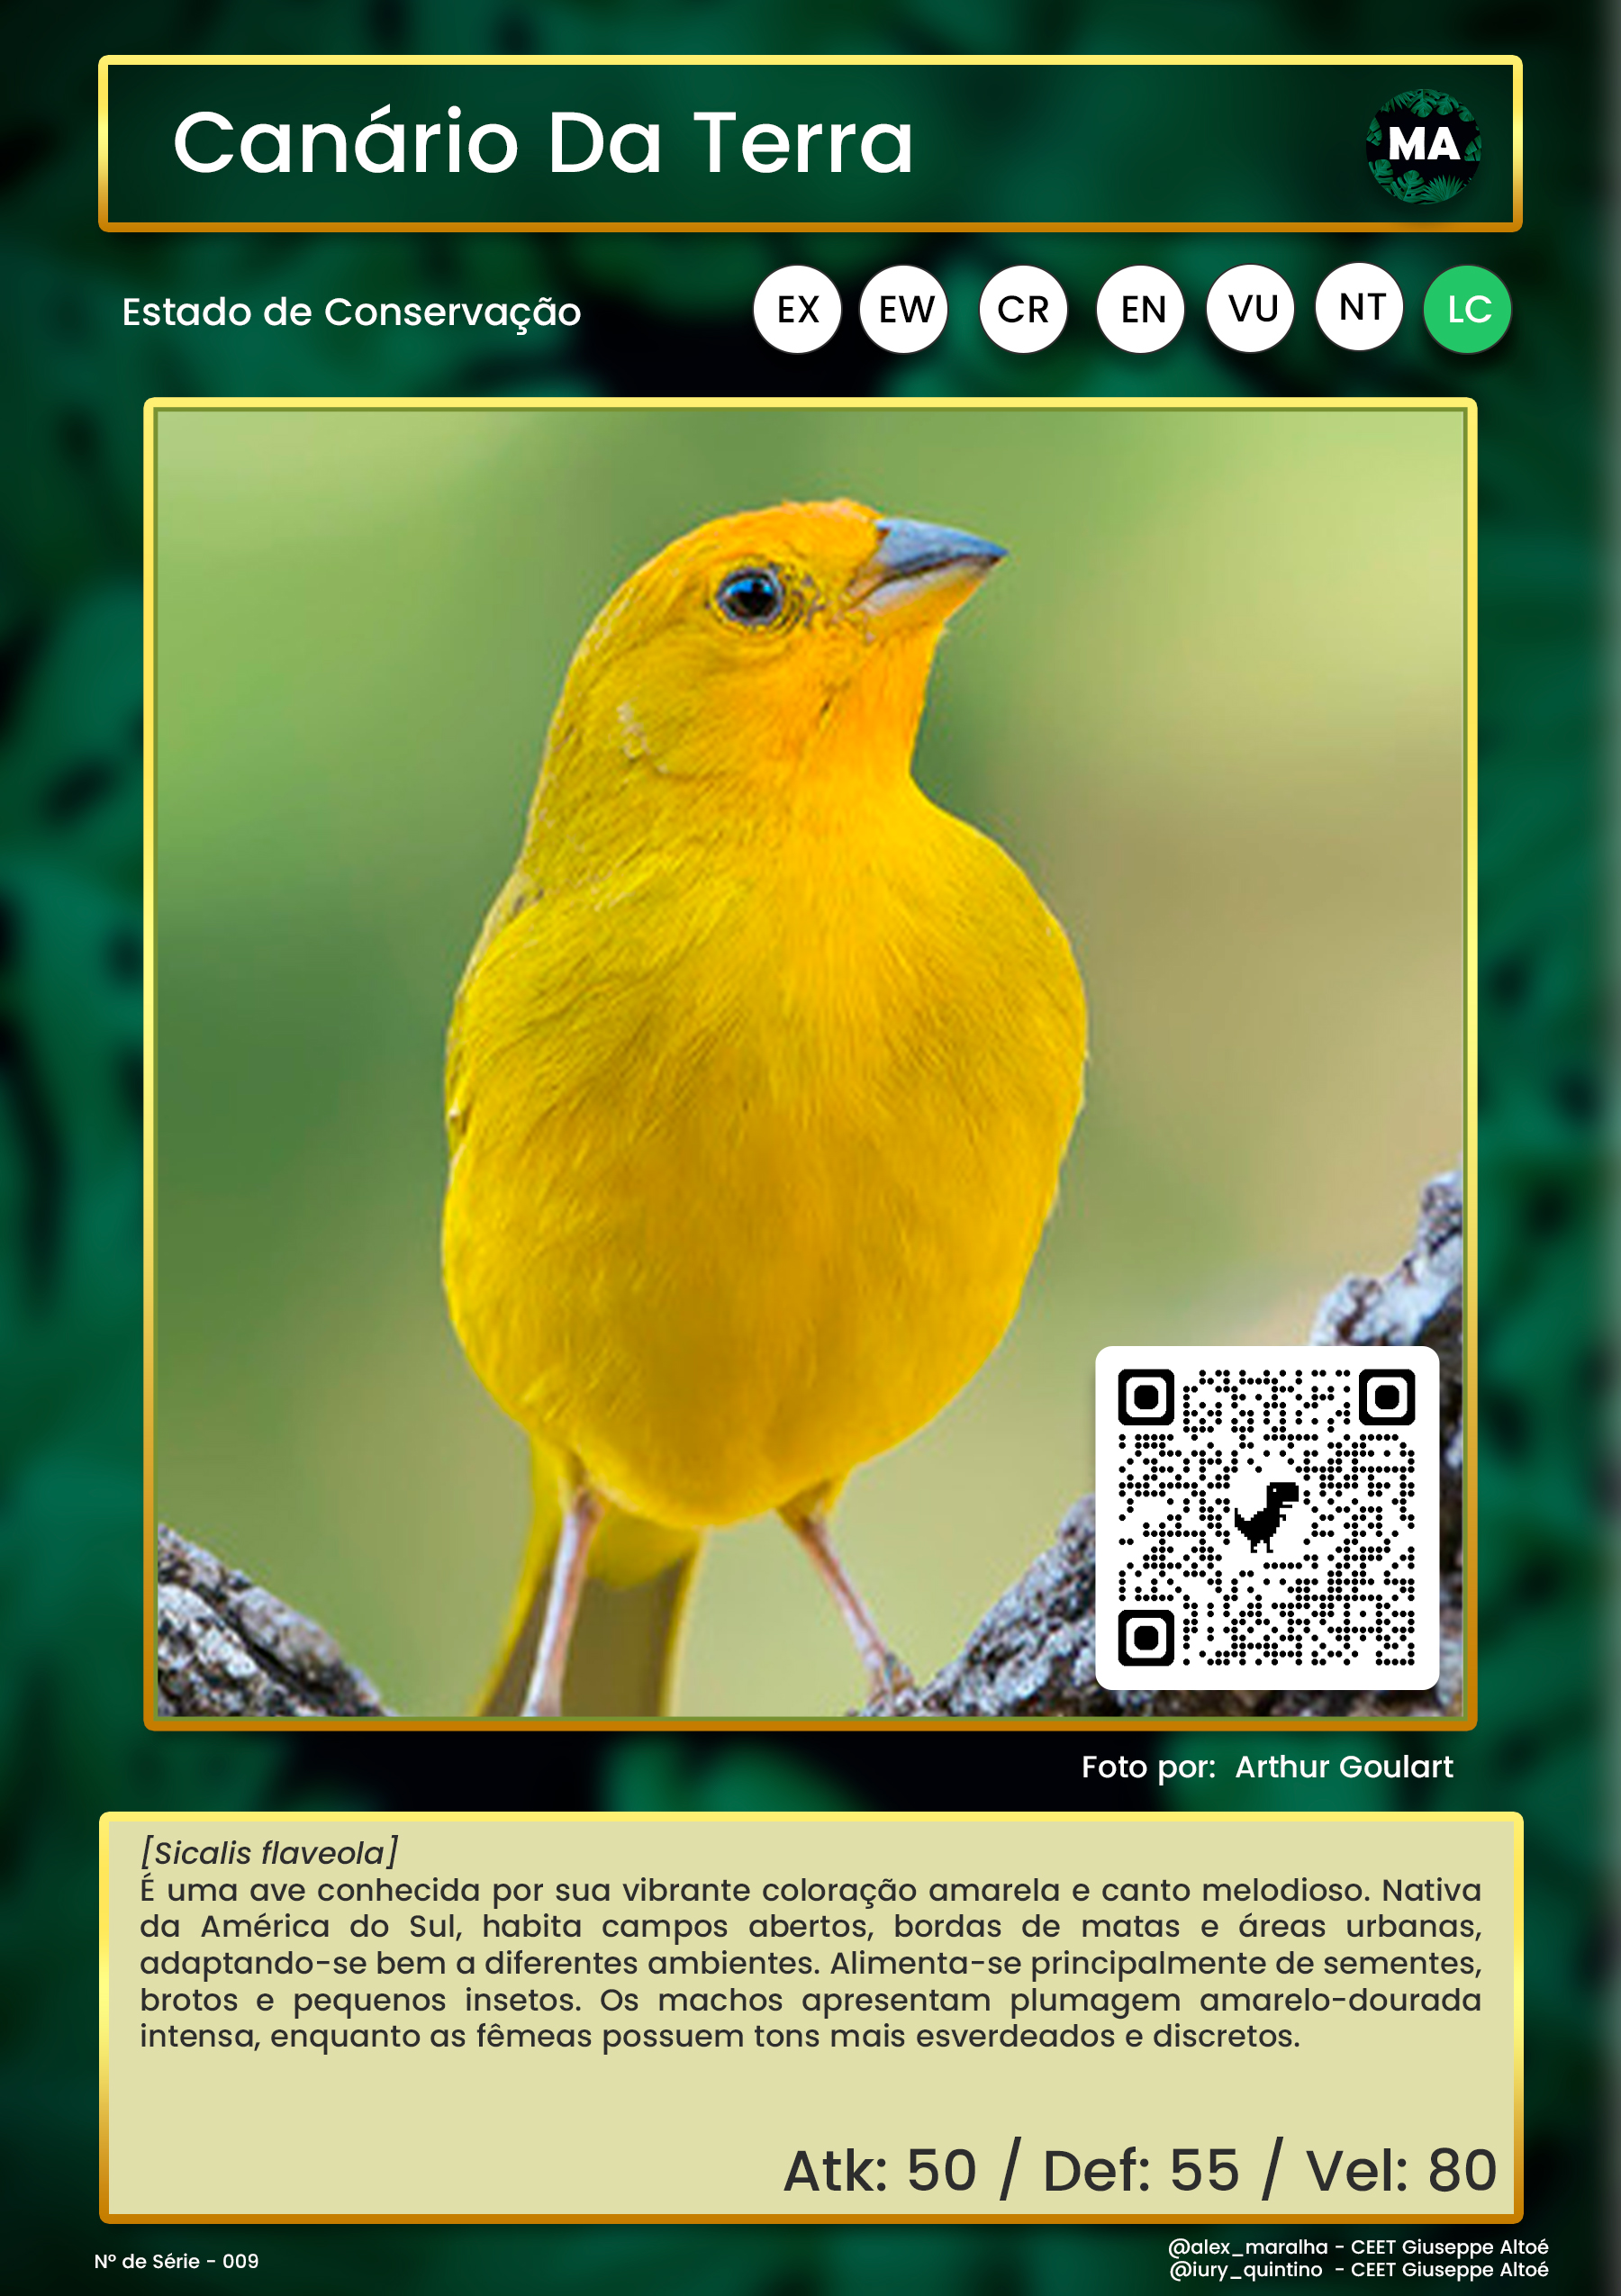 Canário Da Terra
MA
Estado de Conservação
EX EW CR EN VU NT LC
Foto por: Arthur Goulart
[Sicalis flaveola]
É uma ave conhecida por sua vibrante coloração amarela e canto melodioso. Nativa
da América do Sul, habita campos abertos, bordas de matas e áreas urbanas,
adaptando-se bem a diferentes ambientes. Alimenta-se principalmente de sementes,
brotos e pequenos insetos. Os machos apresentam plumagem amarelo-dourada
intensa, enquanto as fêmeas possuem tons mais esverdeados e discretos.
Atk: 50 / Def: 55 / Vel: 80
Nº de Série - 009
@alex_maralha - CEET Giuseppe Altoé
@iury_quintino - CEET Giuseppe Altoé